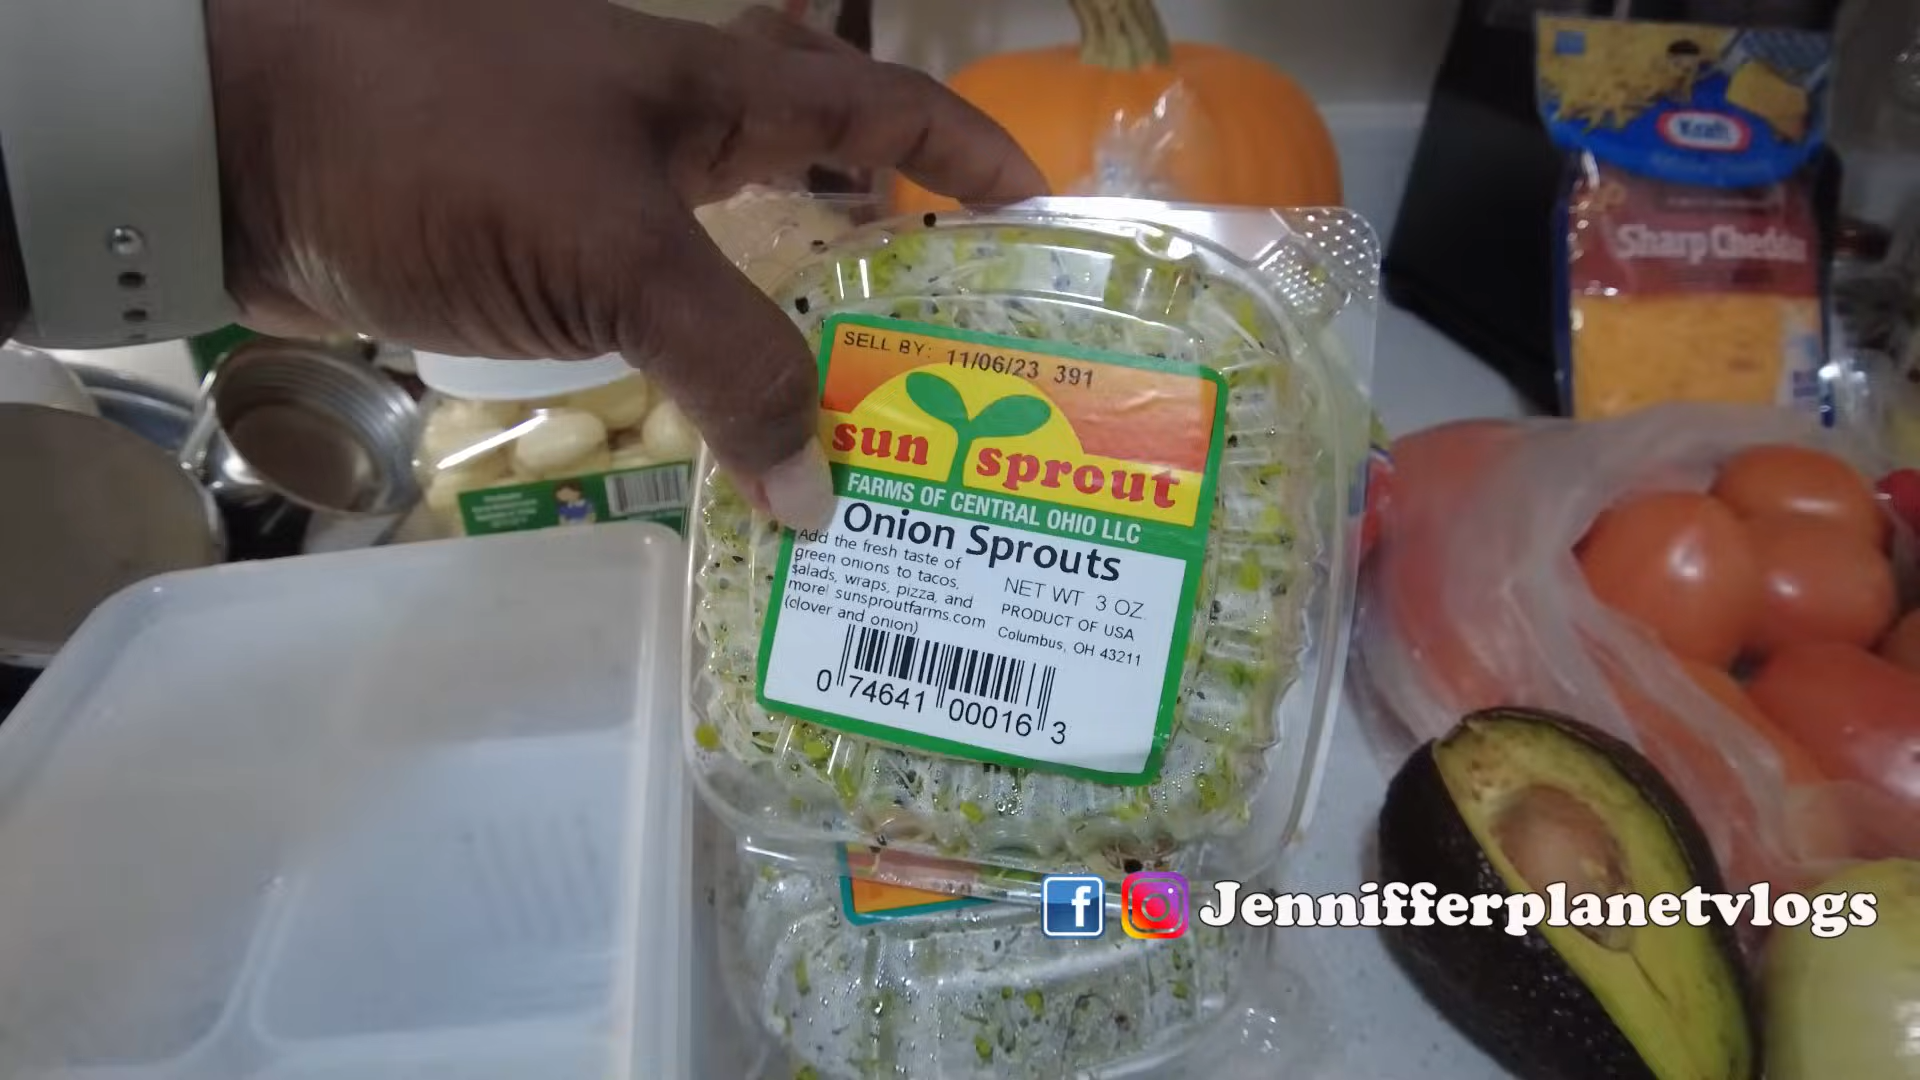 Kraft
Sharp Cheddar
SELL BY: 11/06/23 391
sun sprout
FARMS OF CENTRAL OHIO LLC
Onion Sprouts
Add the fresh taste of
green onions to tacos,
salads, wraps, pizza, and
more! sunsproutfarms.com
(clover and onion)
NET WT 3 OZ.
PRODUCT OF USA
Columbus, OH 43211
0 74641 00016 3
f
Jennifferplanetvlogs